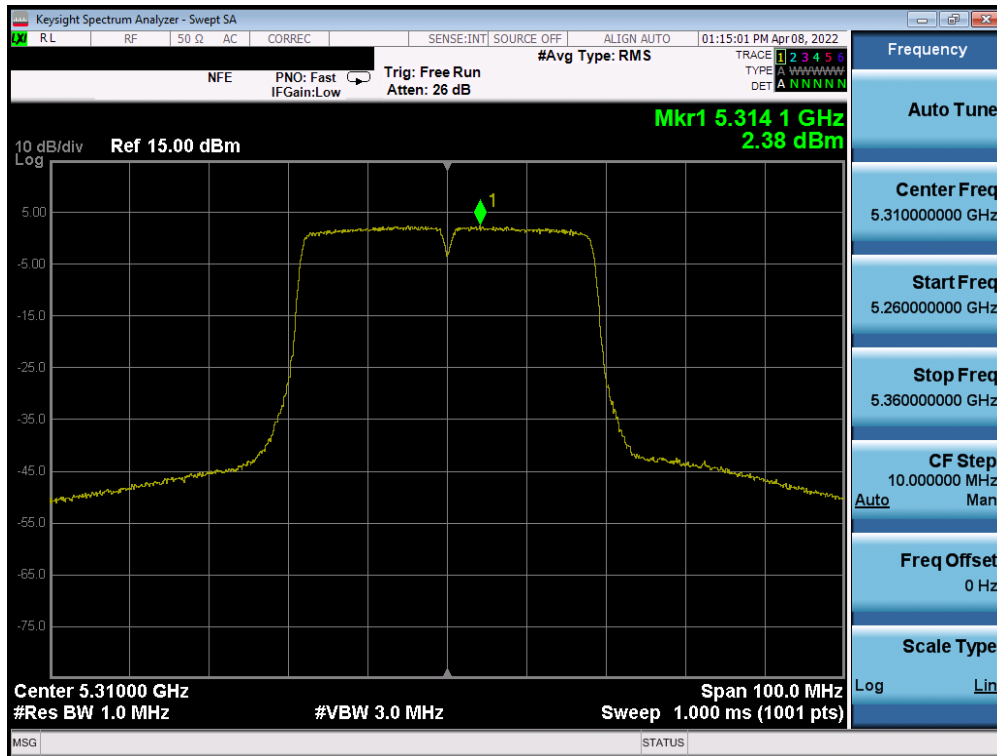 Keysight Spectrum Analyzer - Swept SA
LXI RL RF 50 Ω AC CORREC SENSE:INT SOURCE OFF ALIGN AUTO 01:15:01 PM Apr 08, 2022
#Avg Type: RMS
TRACE 1 2 3 4 5 6
TYPE A WWWWW
DET A N N N N N
NFE
PNO: Fast
IFGain:Low
Trig: Free Run
Atten: 26 dB
Mkr1 5.314 1 GHz
2.38 dBm
10 dB/div
Log
Ref 15.00 dBm
1
5.00
-5.00
-15.0
-25.0
-35.0
-45.0
-55.0
-65.0
-75.0
Center 5.31000 GHz
Span 100.0 MHz
#Res BW 1.0 MHz
#VBW 3.0 MHz
Sweep 1.000 ms (1001 pts)
MSG
STATUS
Frequency
Auto Tune
Center Freq
5.310000000 GHz
Start Freq
5.260000000 GHz
Stop Freq
5.360000000 GHz
CF Step
10.000000 MHz
Auto Man
Freq Offset
0 Hz
Scale Type
Log Lin